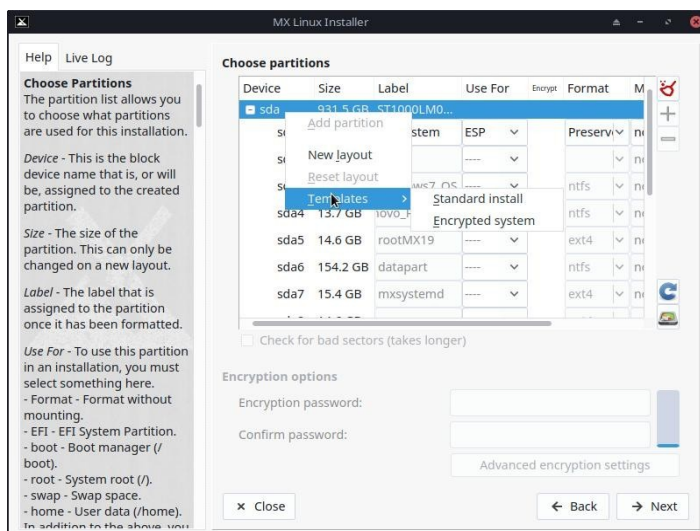 MX Linux Installer
Help Live Log
Choose Partitions
The partition list allows you
to choose what partitions
are used for this installation.
Device - This is the block
device name that is, or will
be, assigned to the created
partition.
Size - The size of the
partition. This can only be
changed on a new layout.
Label - The label that is
assigned to the partition
once it has been formatted.
Use For - To use this partition
in an installation, you must
select something here.
- Format - Format without
mounting.
- EFI - EFI System Partition.
- boot - Boot manager (/
boot).
- root - System root (/).
- swap - Swap space.
- home - User data (/home).
In addition to the above, you
Choose partitions
Device Size Label Use For Encrypt Format M
sda 931.5 GB ST1000LM0...
Add partition
stem ESP Preserv
New layout
----
Reset layout
ws7_OS ---- ntfs
Templates
Standard install
Encrypted system
sda4 13.7 GB ntfs
sda5 14.6 GB rootMX19 ---- ext4
sda6 154.2 GB datapart ---- ntfs
sda7 15.4 GB mxsystemd ---- ext4
Check for bad sectors (takes longer)
Encryption options
Encryption password:
Confirm password:
Advanced encryption settings
Close
Back
Next